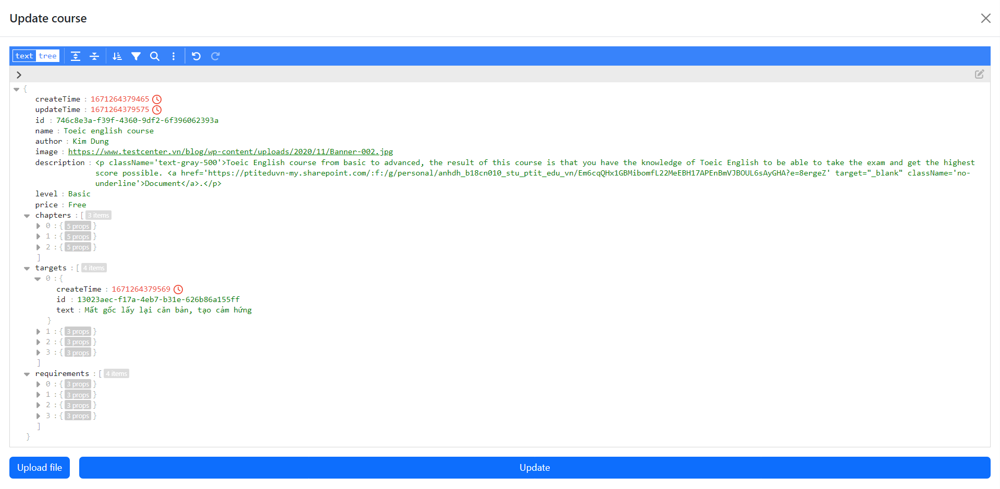 Update course
text tree
{
createTime : 1671264379465
updateTime : 1671264379575
id : 746c8e3a-f39f-4360-9df2-6f396062393a
name : Toeic english course
author : Kim Dung
image : https://www.testcenter.vn/blog/wp-content/uploads/2020/11/Banner-002.jpg
description : <p className='text-gray-500'>Toeic English course from basic to advanced, the result of this course is that you have the knowledge of Toeic English to be able to take the exam and get the highest
score possible. <a href='https://ptiteduvn-my.sharepoint.com/:f:/g/personal/anhdh_b18cn010_stu_ptit_edu_vn/Em6cqQHx1GBMibomfL22MeEBH17APEnBmVJBOUL6sAyGHA?e=8ergeZ' target="_blank" className='no-
underline'>Document</a>.</p>
level : Basic
price : Free
chapters : [ 3 items
0 : { 5 props }
1 : { 5 props }
2 : { 5 props }
]
targets : [ 4 items
0 : {
createTime : 1671264379569
id : 13023aec-f17a-4eb7-b31e-626b86a155ff
text : Mất gốc lấy lại căn bản, tạo cảm hứng
}
1 : { 3 props }
2 : { 3 props }
3 : { 3 props }
]
requirements : [ 4 items
0 : { 3 props }
1 : { 3 props }
2 : { 3 props }
3 : { 3 props }
]
}
Upload file
Update